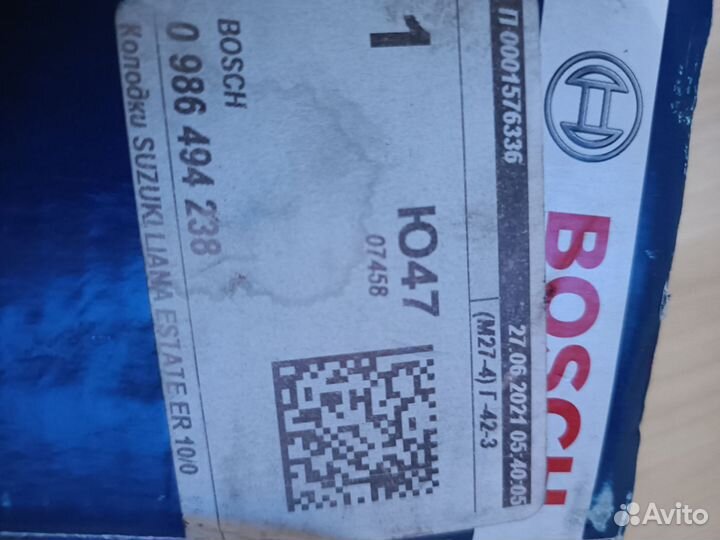 П 0001576336 27.06.2021 05:40:05
1 (М27-4) Г-42-3
Ю47
07458
BOSCH
0 986 494 238
Колодки SUZUKI LIANA ESTATE ER 10/0
BOSCH
Avito